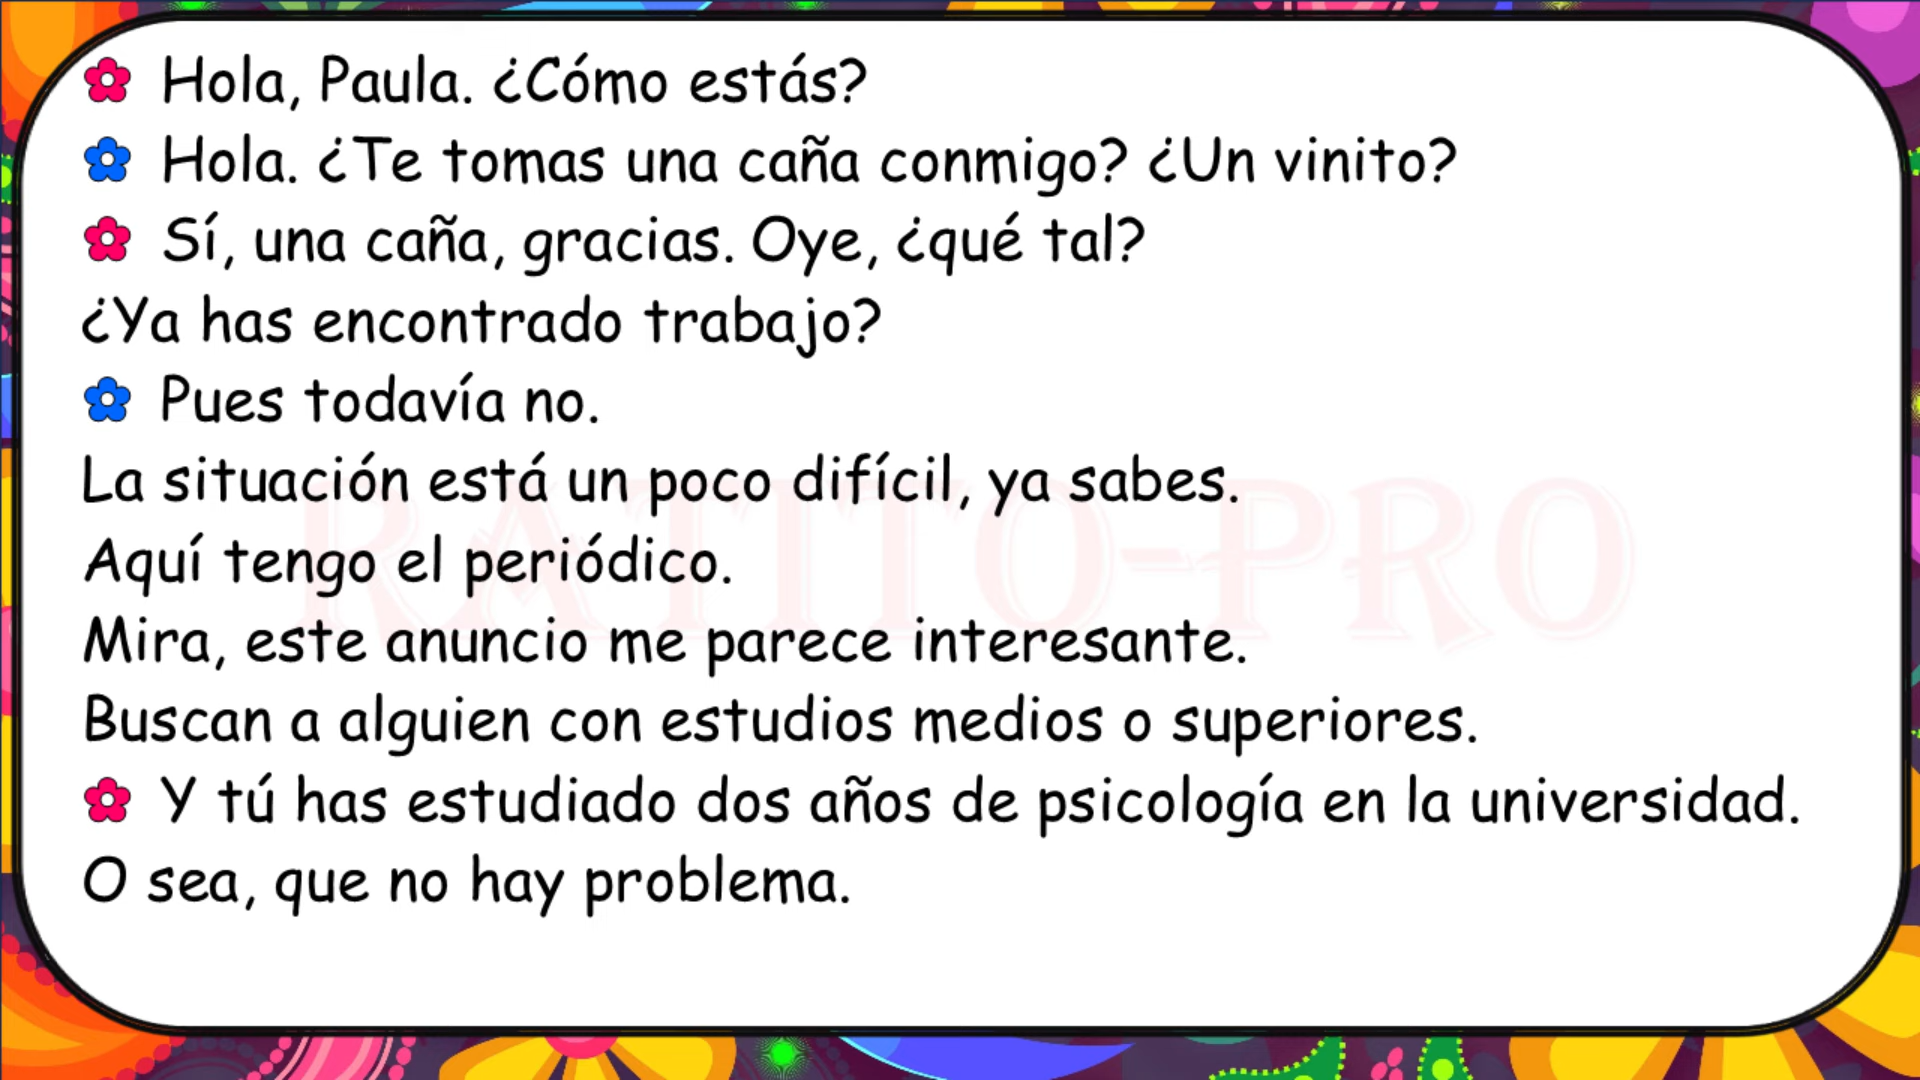 Hola, Paula. ¿Cómo estás?
Hola. ¿Te tomas una caña conmigo? ¿Un vinito?
Sí, una caña, gracias. Oye, ¿qué tal?
¿Ya has encontrado trabajo?
Pues todavía no.
La situación está un poco difícil, ya sabes.
Aquí tengo el periódico.
Mira, este anuncio me parece interesante.
Buscan a alguien con estudios medios o superiores.
Y tú has estudiado dos años de psicología en la universidad.
O sea, que no hay problema.
RATITO-PRO